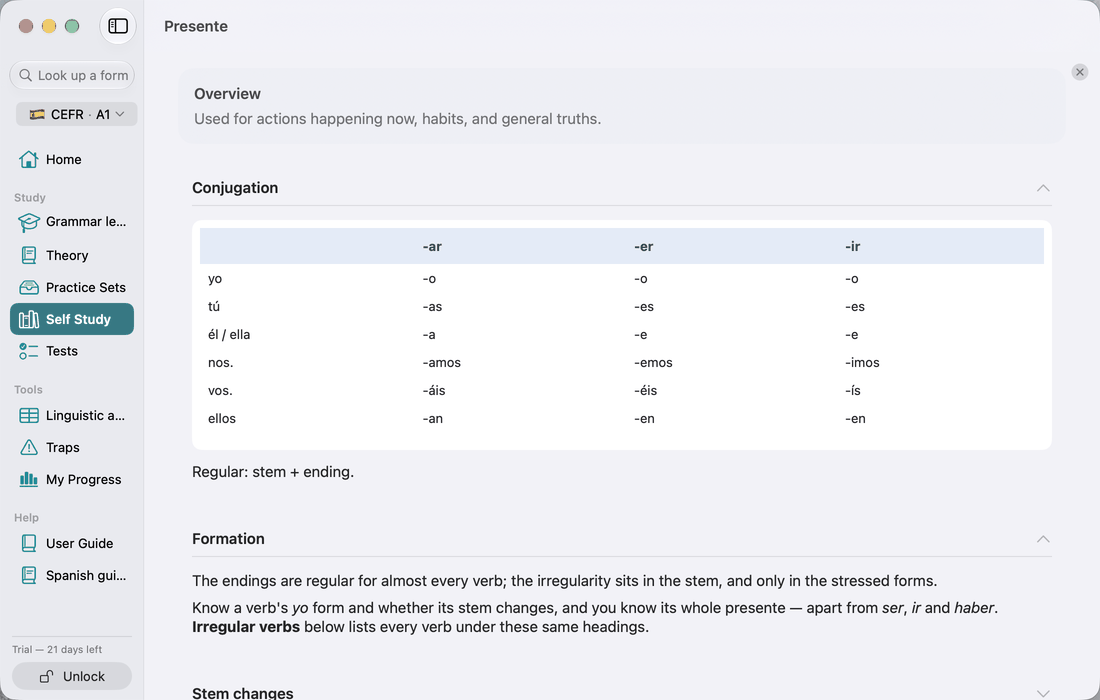 Presente
Look up a form
CEFR · A1
Home
Study
Grammar le...
Theory
Practice Sets
Self Study
Tests
Tools
Linguistic a...
Traps
My Progress
Help
User Guide
Spanish gui...
Trial — 21 days left
Unlock
Overview
Used for actions happening now, habits, and general truths.
Conjugation
-ar -er -ir
yo -o -o -o
tú -as -es -es
él / ella -a -e -e
nos. -amos -emos -imos
vos. -áis -éis -ís
ellos -an -en -en
Regular: stem + ending.
Formation
The endings are regular for almost every verb; the irregularity sits in the stem, and only in the stressed forms.
Know a verb's yo form and whether its stem changes, and you know its whole presente — apart from ser, ir and haber.
Irregular verbs below lists every verb under these same headings.
Stem changes